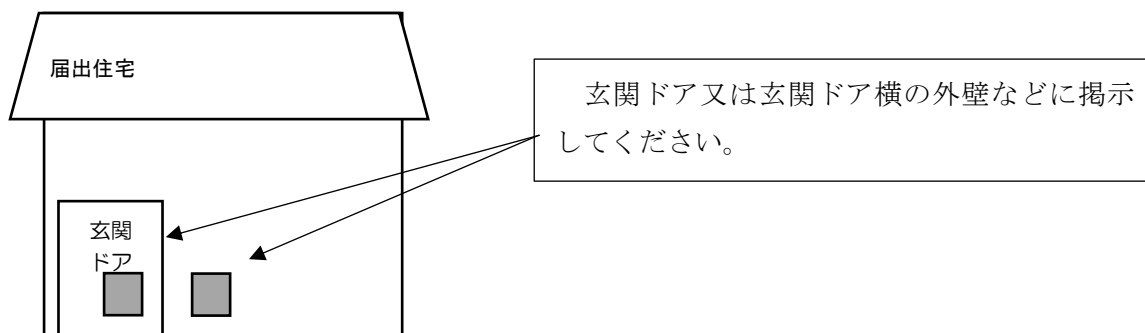 届出住宅
玄関ドア又は玄関ドア横の外壁などに掲示
してください。
玄関
ドア